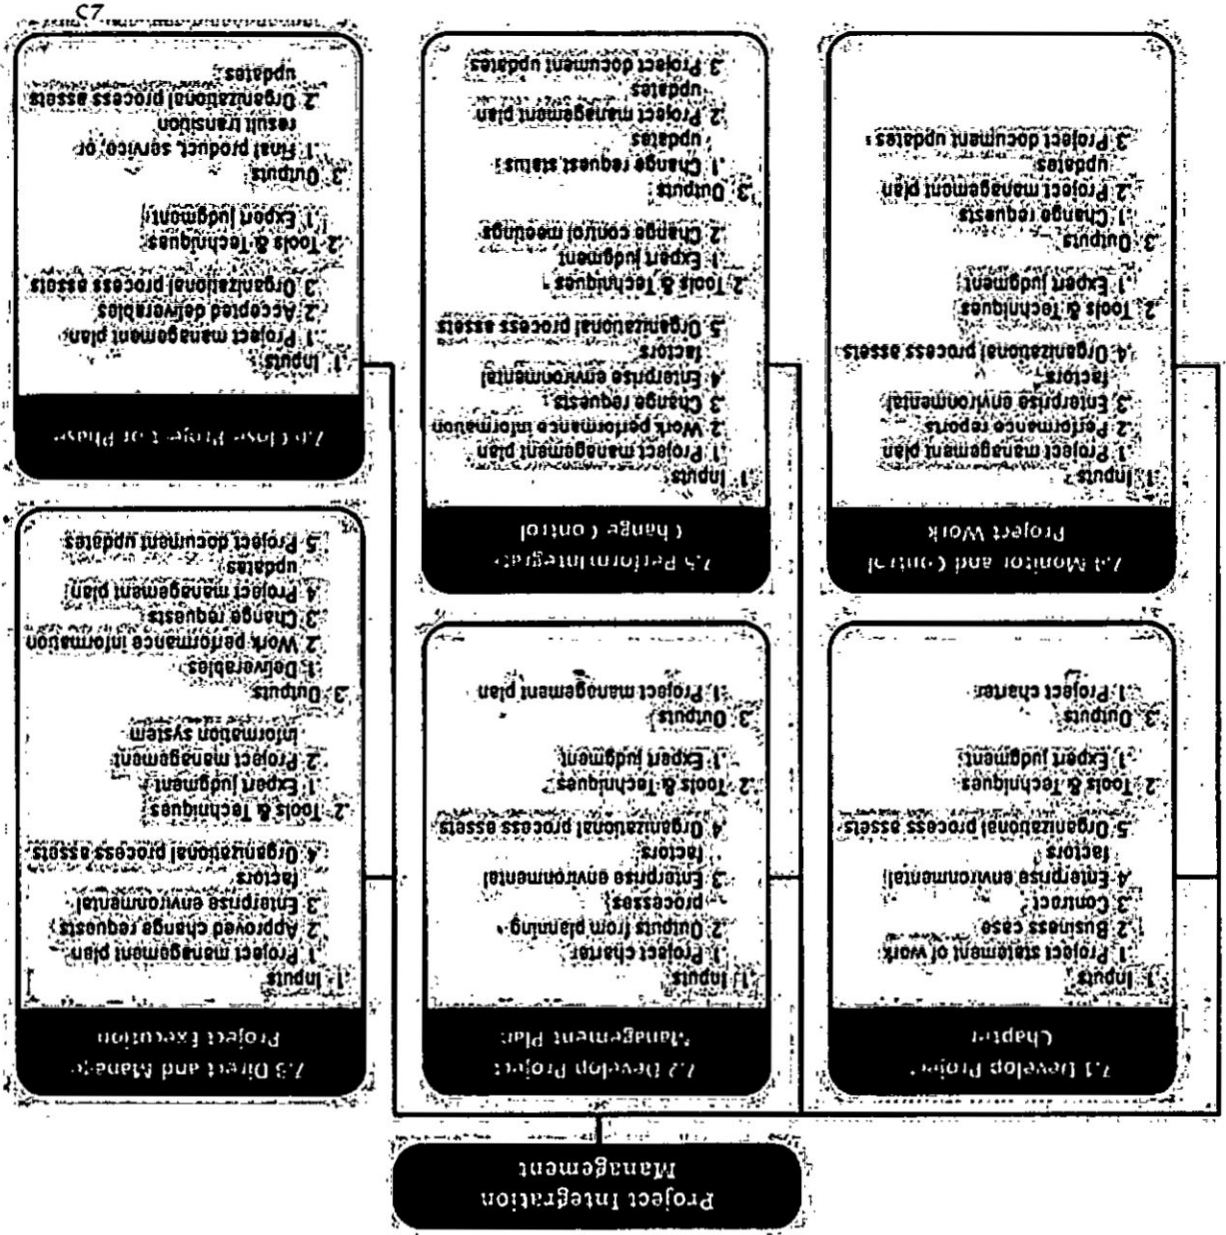 Project Integration
Management
7.1 Develop Project
Chapter
.1 Inputs
.1 Project statement of work
.2 Business case
.3 Contract
.4 Enterprise environmental
factors
.5 Organizational process assets
.2 Tools & Techniques
.1 Expert judgment
.3 Outputs
.1 Project charter
7.2 Develop Project
Management Plan
.1 Inputs
.1 Project charter
.2 Outputs from planning
processes
.3 Enterprise environmental
factors
.4 Organizational process assets
.2 Tools & Techniques
.1 Expert judgment
.3 Outputs
.1 Project management plan
7.3 Direct and Manage
Project Execution
.1 Inputs
.1 Project management plan
.2 Approved change requests
.3 Enterprise environmental
factors
.4 Organizational process assets
.2 Tools & Techniques
.1 Expert judgment
.2 Project management
information system
.3 Outputs
.1 Deliverables
.2 Work performance information
.3 Change requests
.4 Project management plan
updates
.5 Project document updates
7.4 Monitor and Control
Project Work
.1 Inputs
.1 Project management plan
.2 Performance reports
.3 Enterprise environmental
factors
.4 Organizational process assets
.2 Tools & Techniques
.1 Expert judgment
.3 Outputs
.1 Change requests
.2 Project management plan
updates
.3 Project document updates
7.5 Perform Integrate
Change Control
.1 Inputs
.1 Project management plan
.2 Work performance information
.3 Change requests
.4 Enterprise environmental
factors
.5 Organizational process assets
.2 Tools & Techniques
.1 Expert judgment
.2 Change control meetings
.3 Outputs
.1 Change request status
updates
.2 Project management plan
updates
.3 Project document updates
7.6 Close Project or Phase
.1 Inputs
.1 Project management plan
.2 Accepted deliverables
.3 Organizational process assets
.2 Tools & Techniques
.1 Expert judgment
.3 Outputs
.1 Final product, service, or
result transition
.2 Organizational process assets
updates